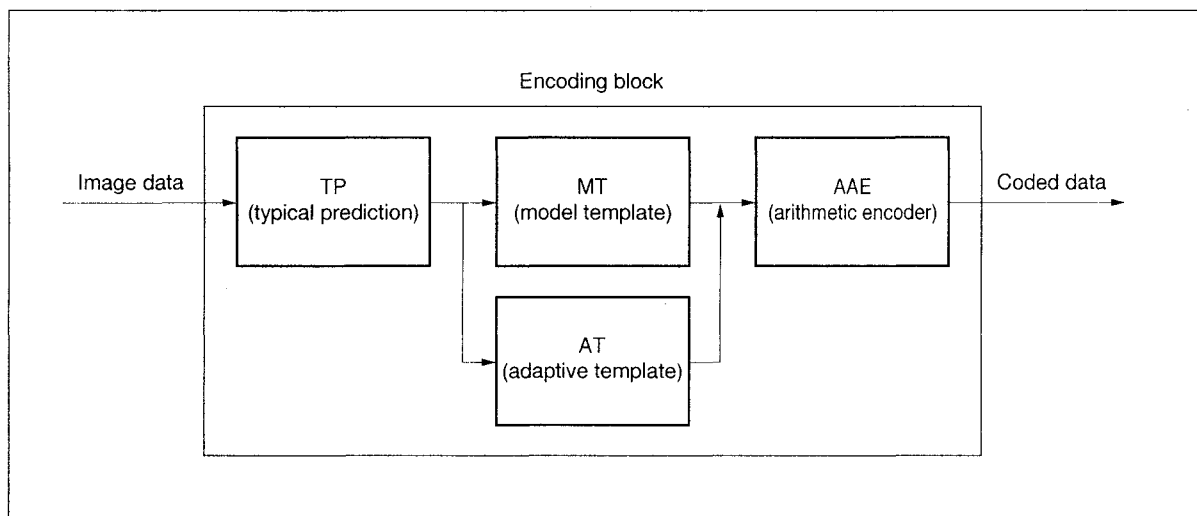 Encoding block
Image data
TP
(typical prediction)
MT
(model template)
AAE
(arithmetic encoder)
Coded data
AT
(adaptive template)